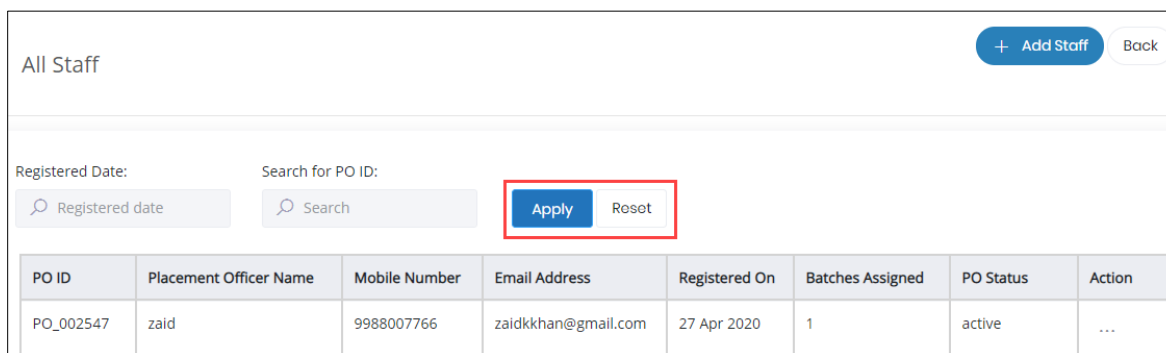 + Add Staff Back
All Staff
Registered Date: Search for PO ID:
Registered date Search Apply Reset
PO ID Placement Officer Name Mobile Number Email Address Registered On Batches Assigned PO Status Action
PO_002547 zaid 9988007766 zaidkkhan@gmail.com 27 Apr 2020 1 active ...